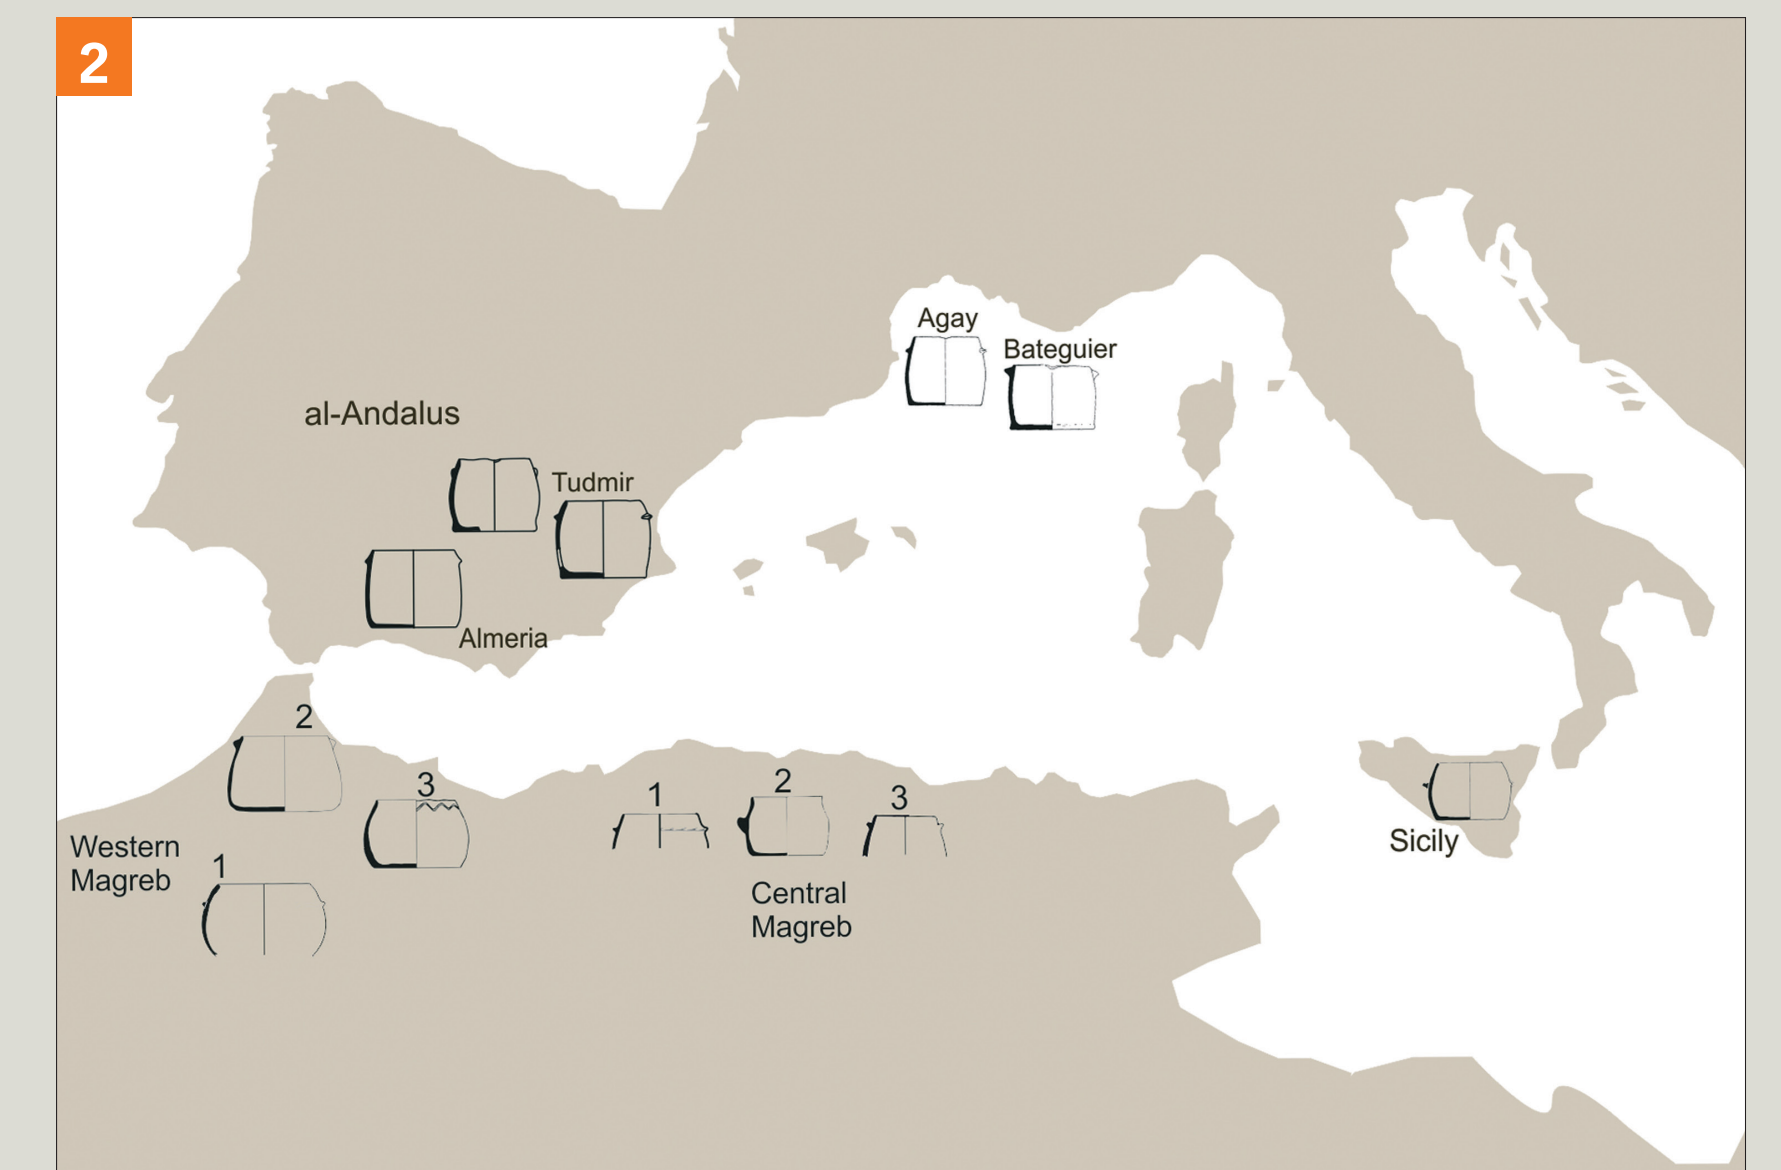 2
Agay
Bateguier
al-Andalus
Tudmir
Almeria
2
3
1
2
3
Western
Magreb
1
Central
Magreb
Sicily